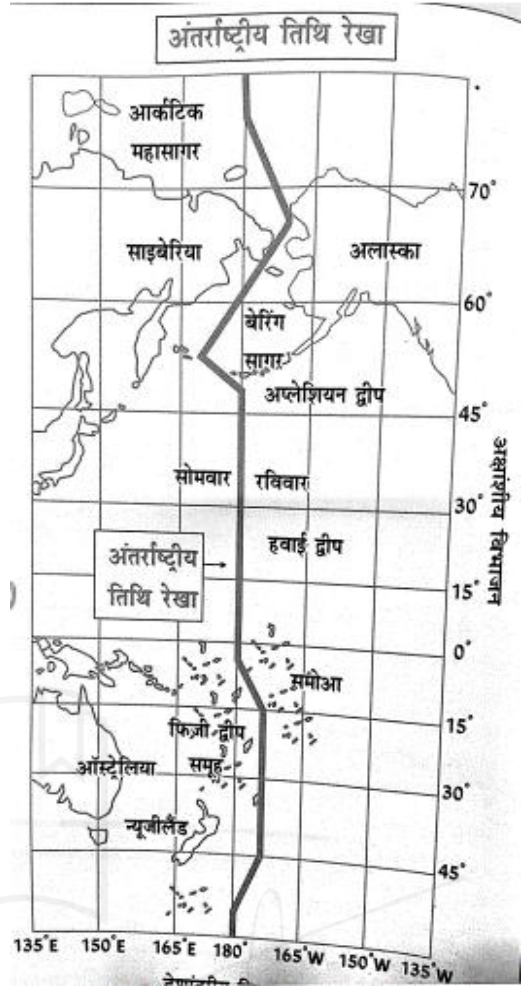 अंतर्राष्ट्रीय तिथि रेखा
आर्कटिक
महासागर
70°
साइबेरिया
अलास्का
60°
बेरिंग
सागर
अप्लेशियन द्वीप
45°
सोमवार
रविवार
30°
अक्षांशीय विभाजन
हवाई द्वीप
अंतर्राष्ट्रीय
तिथि रेखा
15°
0°
समोआ
15°
फिज़ी द्वीप
समूह
ऑस्ट्रेलिया
30°
न्यूजीलैंड
45°
135°E 150°E 165°E 180° 165°W 150°W 135°W